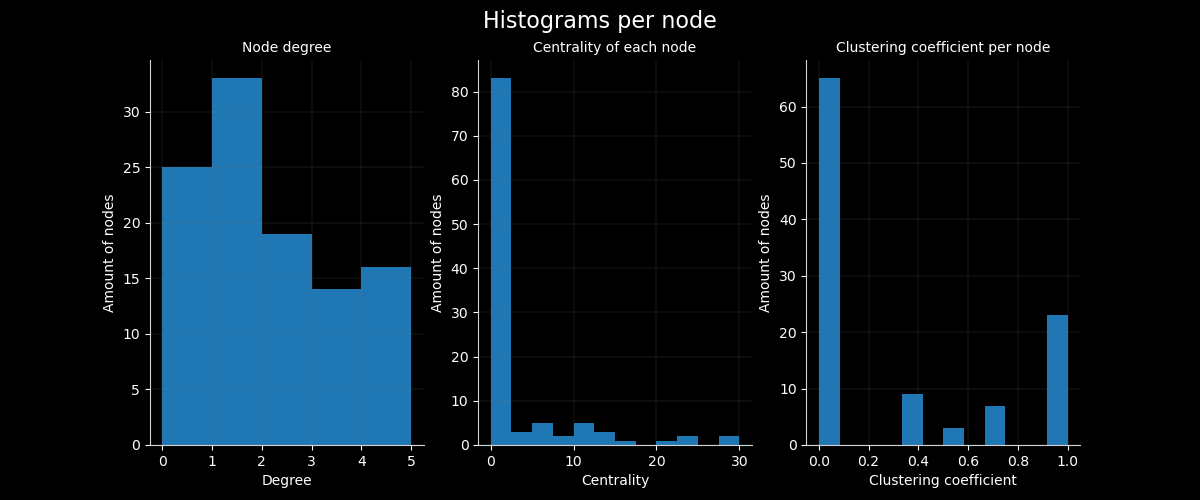 Histograms per node
Node degree
Centrality of each node
Clustering coefficient per node
Amount of nodes
0
5
10
15
20
25
30
0 1 2 3 4 5
Degree
Amount of nodes
0
10
20
30
40
50
60
70
80
0 10 20 30
Centrality
Amount of nodes
0
10
20
30
40
50
60
0.0 0.2 0.4 0.6 0.8 1.0
Clustering coefficient